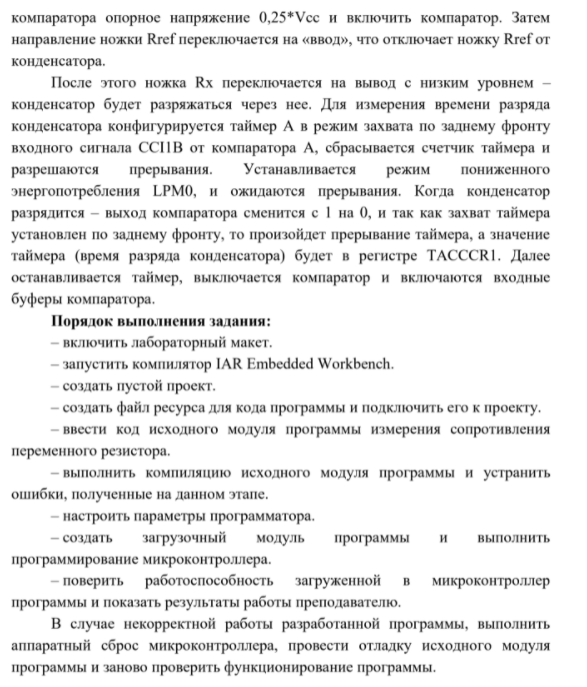 компаратора опорное напряжение 0,25*Vcc и включить компаратор. Затем
направление ножки Rref переключается на «ввод», что отключает ножку Rref от
конденсатора.
После этого ножка Rx переключается на вывод с низким уровнем –
конденсатор будет разряжаться через нее. Для измерения времени разряда
конденсатора конфигурируется таймер А в режим захвата по заднему фронту
входного сигнала CCI1B от компаратора А, сбрасывается счетчик таймера и
разрешаются прерывания. Устанавливается режим пониженного
энергопотребления LPM0, и ожидаются прерывания. Когда конденсатор
разрядится – выход компаратора сменится с 1 на 0, и так как захват таймера
установлен по заднему фронту, то произойдет прерывание таймера, а значение
таймера (время разряда конденсатора) будет в регистре TACCCR1. Далее
останавливается таймер, выключается компаратор и включаются входные
буферы компаратора.
Порядок выполнения задания:
– включить лабораторный макет.
– запустить компилятор IAR Embedded Workbench.
– создать пустой проект.
– создать файл ресурса для кода программы и подключить его к проекту.
– ввести код исходного модуля программы измерения сопротивления
переменного резистора.
– выполнить компиляцию исходного модуля программы и устранить
ошибки, полученные на данном этапе.
– настроить параметры программатора.
– создать загрузочный модуль программы и выполнить
программирование микроконтроллера.
– поверить работоспособность загруженной в микроконтроллер
программы и показать результаты работы преподавателю.
В случае некорректной работы разработанной программы, выполнить
аппаратный сброс микроконтроллера, провести отладку исходного модуля
программы и заново проверить функционирование программы.